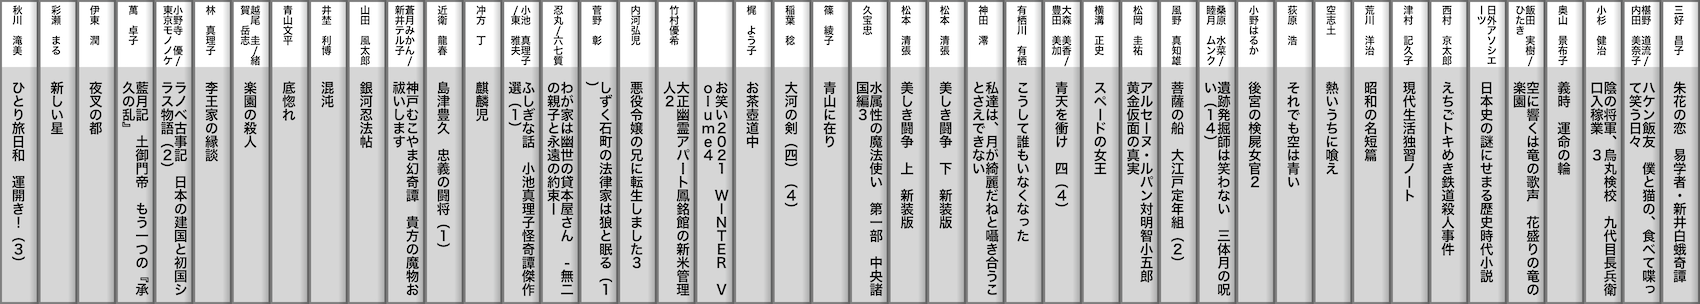 三好 昌子
朱花の恋 易学者・新井白蛾奇譚
椹野 道流/
内田 美奈子
ハケン飯友 僕と猫の、食べて喋っ
て笑う日々
小杉 健治
陰の将軍、烏丸検校 九代目長兵衛
口入稼業 3
奥山 景布子
義時 運命の輪
飯田 実樹/
ひたき
空に響くは竜の歌声 花盛りの竜の
楽園
日外アソシエ
ーツ
日本史の謎にせまる歴史時代小説
西村 京太郎
えちごトキめき鉄道殺人事件
津村 記久子
現代生活独習ノート
荒川 洋治
昭和の名短篇
空志士
熱いうちに喰え
荻原 浩
それでも空は青い
小野はるか
後宮の検屍女官2
桑原 水菜/
睦月 ムンク
遺跡発掘師は笑わない 三体月の呪
い(14)
風野 真知雄
菩薩の船 大江戸定年組(2)
松岡 圭祐
アルセーヌ・ルパン対明智小五郎
黄金仮面の真実
横溝 正史
スペードの女王
大森 美香/
豊田 美加
青天を衝け 四(4)
有栖川 有栖
こうして誰もいなくなった
神田 澪
私達は、月が綺麗だねと囁き合うこ
とさえできない
松本 清張
美しき闘争 下 新装版
松本 清張
美しき闘争 上 新装版
久宝忠
水属性の魔法使い 第一部 中央諸
国編3
篠 綾子
青山に在り
稲葉 稔
大河の剣(四)(4)
梶 よう子
お茶壺道中
お笑い2021 WINTER V
olume4
竹村優希
大正幽霊アパート鳳銘館の新米管理
人2
内河弘児
悪役令嬢の兄に転生しました3
菅野 彰
しずく石町の法律家は狼と眠る(1
)
忍丸/六七質
わが家は幽世の貸本屋さん -無二
の親子と永遠の約束ー
小池 真理子
/東 雅夫
ふしぎな話 小池真理子怪奇譚傑作
選(1)
冲方 丁
麒麟児
近衛 龍春
島津豊久 忠義の闘将(1)
蒼月海里/
新井テル子
神戸むこやま幻奇譚 貴方の魔物お
祓いします
山田 風太郎
銀河忍法帖
井埜 利博
混沌
青山文平
底惚れ
越尾 圭/緒
賀 岳志
楽園の殺人
林 真理子
李王家の縁談
小野寺 優/
東京モノノケ
ラノベ古事記 日本の建国と初国シ
ラス物語(2)
萬 卓子
藍月記 土御門帝 もう一つの『承
久の乱』
伊東 潤
夜叉の都
彩瀬 まる
新しい星
秋川 滝美
ひとり旅日和 運開き!(3)